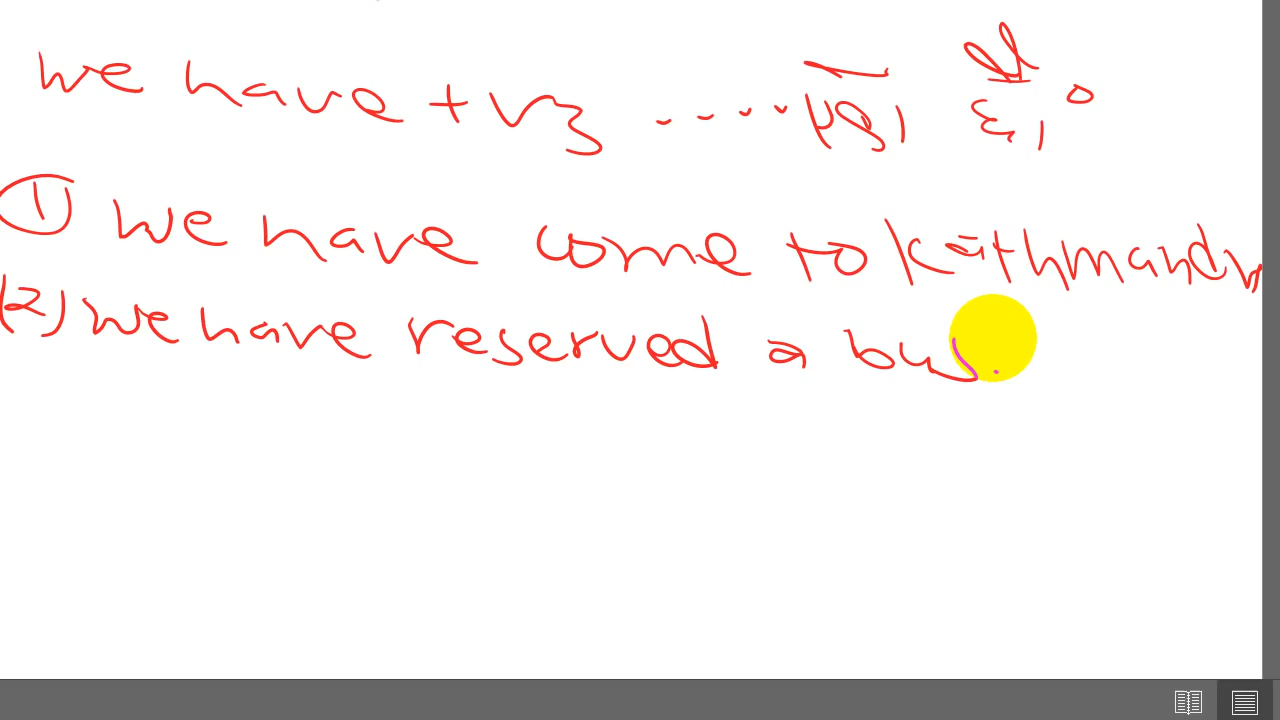 we have + v3 ....
(1) we have come to Kathmandu
(2) we have reserved a bus.